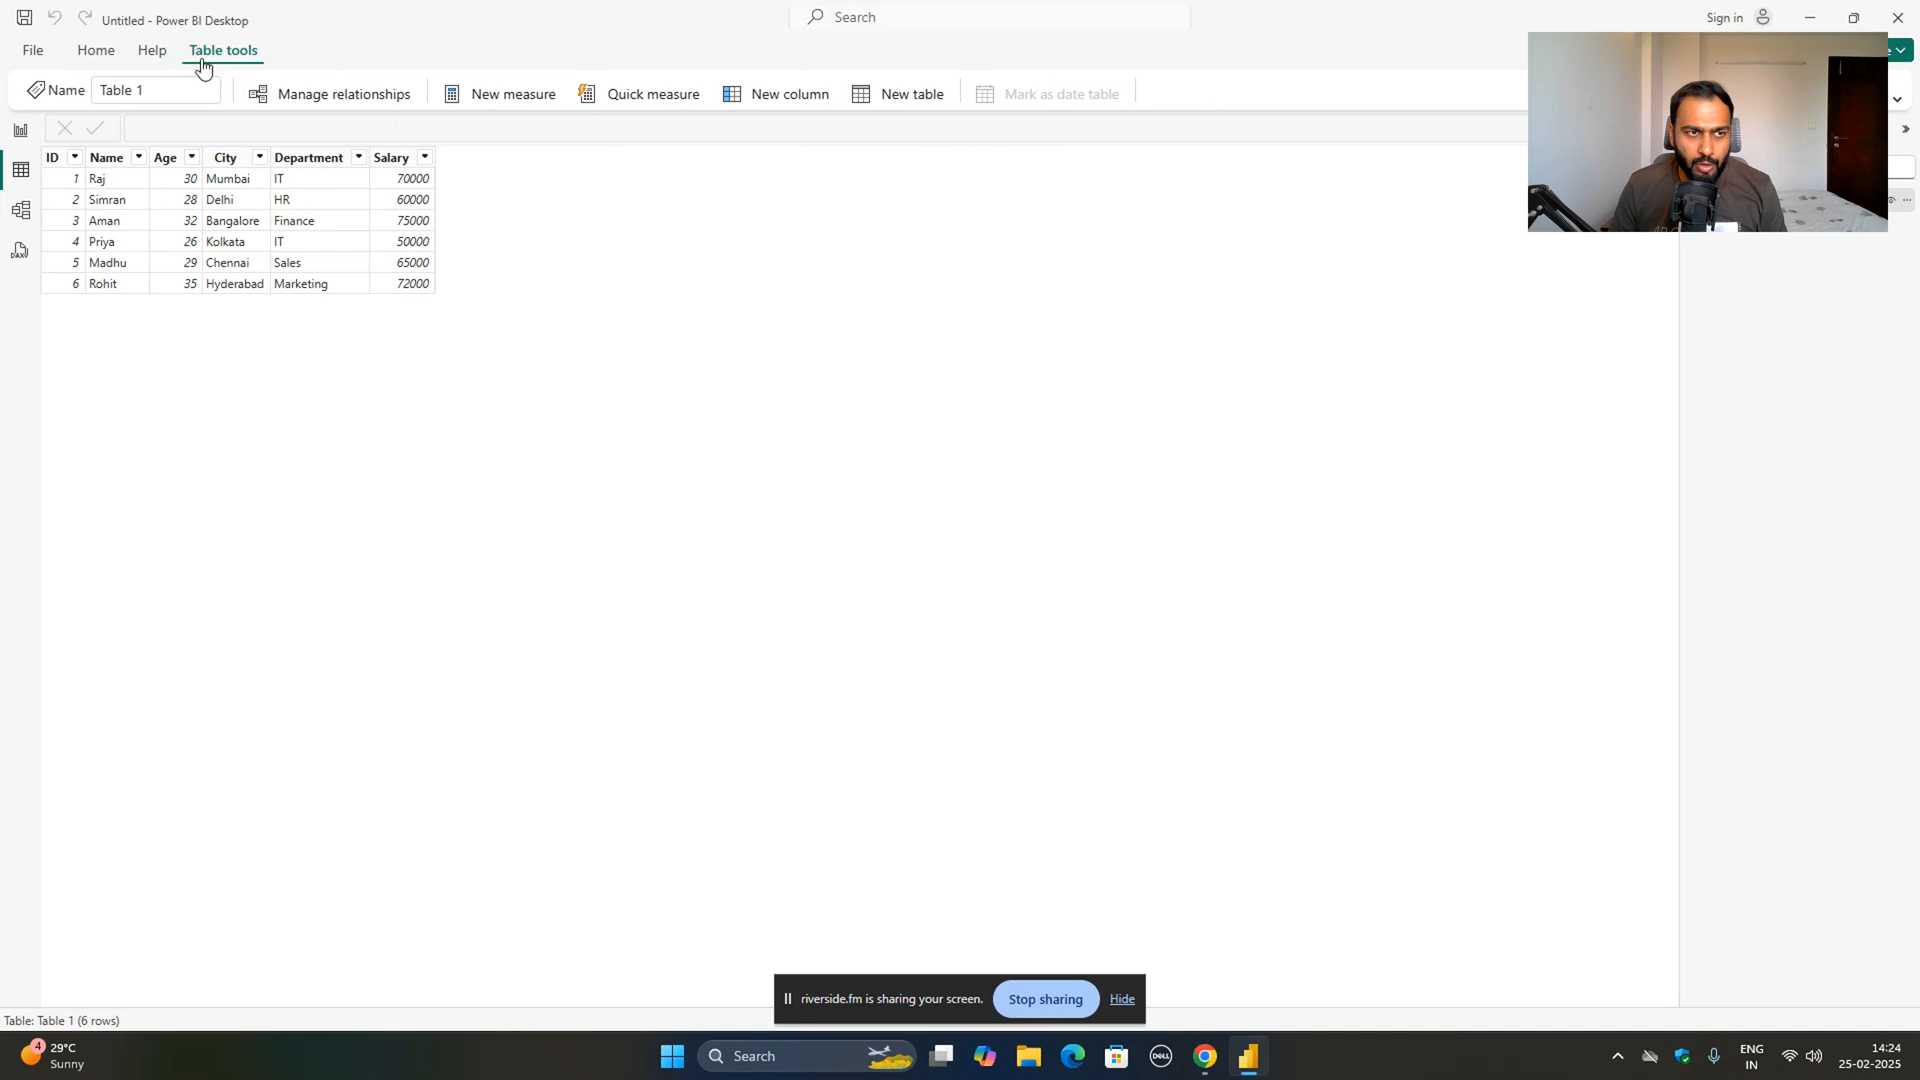 Untitled - Power BI Desktop
Search
Sign in
File Home Help Table tools
Name Table 1 Manage relationships New measure Quick measure New column New table Mark as date table
ID Name Age City Department Salary
1 Raj 30 Mumbai IT 70000
2 Simran 28 Delhi HR 60000
3 Aman 32 Bangalore Finance 75000
4 Priya 26 Kolkata IT 50000
5 Madhu 29 Chennai Sales 65000
6 Rohit 35 Hyderabad Marketing 72000
DAX
riverside.fm is sharing your screen. Stop sharing Hide
Table: Table 1 (6 rows)
4 29°C
Sunny
Search
DELL
ENG
IN
14:24
25-02-2025